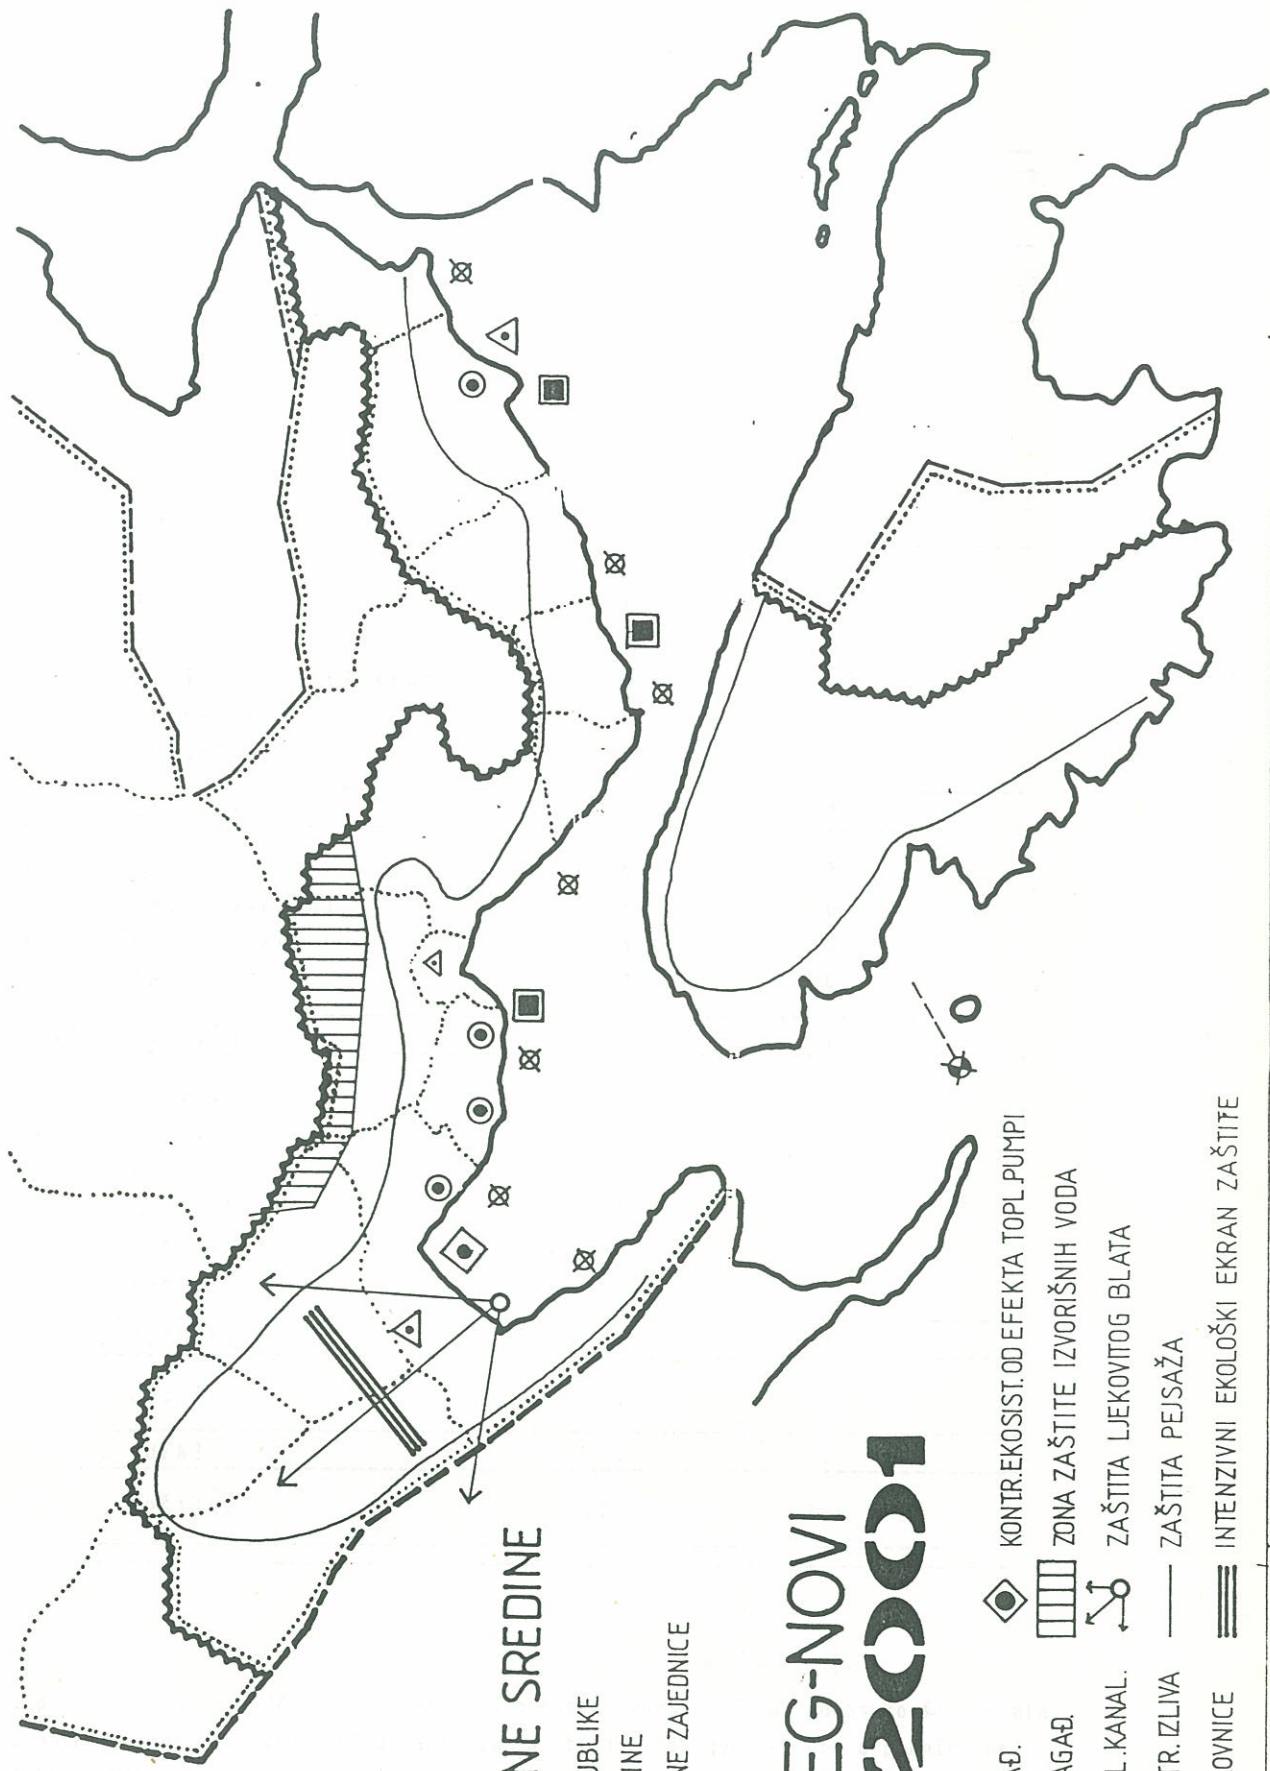 NE SREDINE
UBLIKE
INE
NE ZAJEDNICE
EG-NOVI
2001
AĐ.
AGAĐ.
L.KANAL.
TR. IZLIVA
OVNICE
KONTR.EKOSIST.OD EFEKTA TOPL.PUMPI
ZONA ZAŠTITE IZVORIŠNIH VODA
ZAŠTITA LJEKOVITOG BLATA
ZAŠTITA PEJSAŽA
INTENZIVNI EKOLOŠKI EKRAN ZAŠTITE